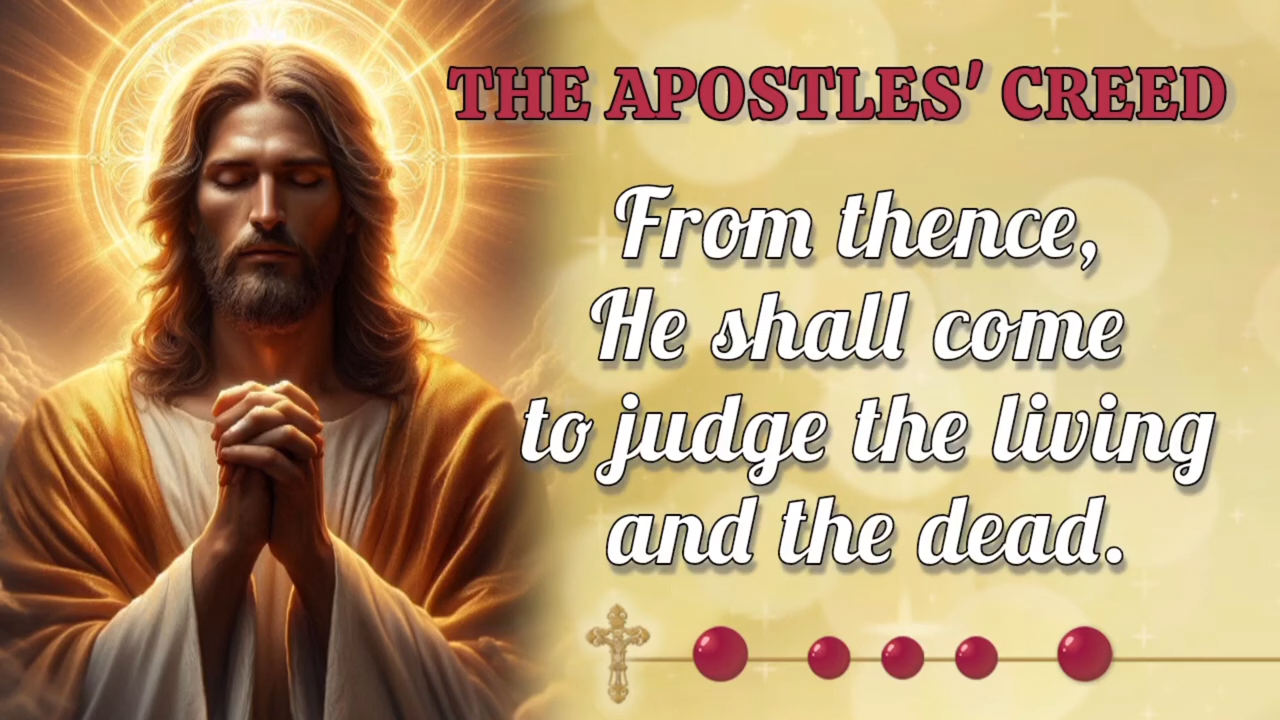 THE APOSTLES' CREED
From thence,
He shall come
to judge the living
and the dead.